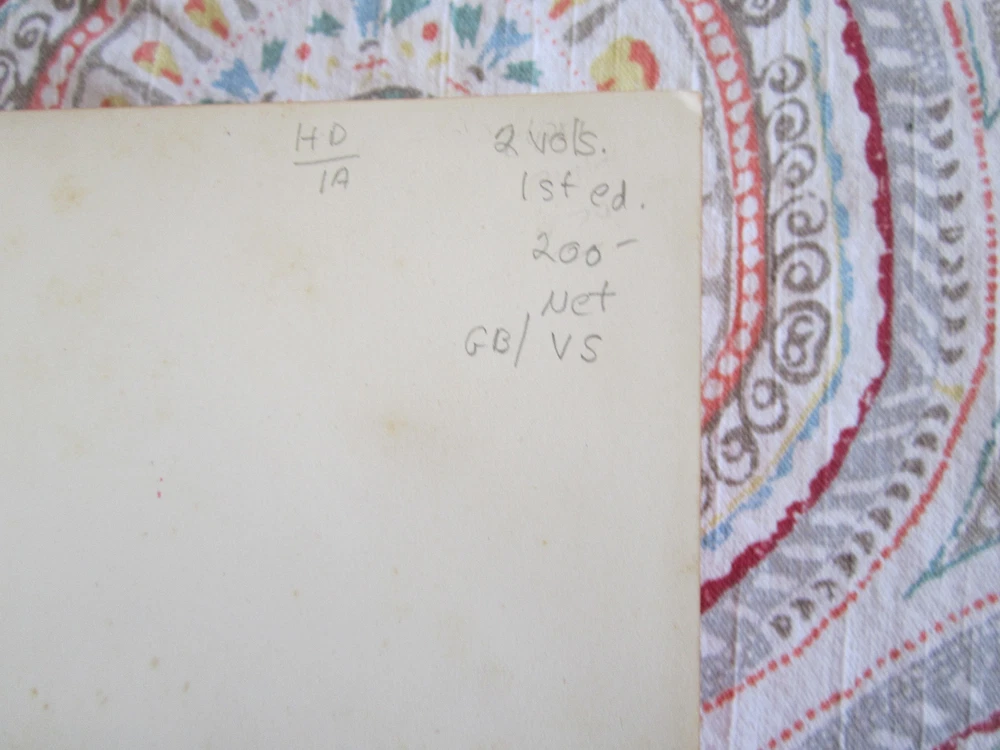 HD
1A
2 vols.
1st ed.
200-
Net
GB/ VS